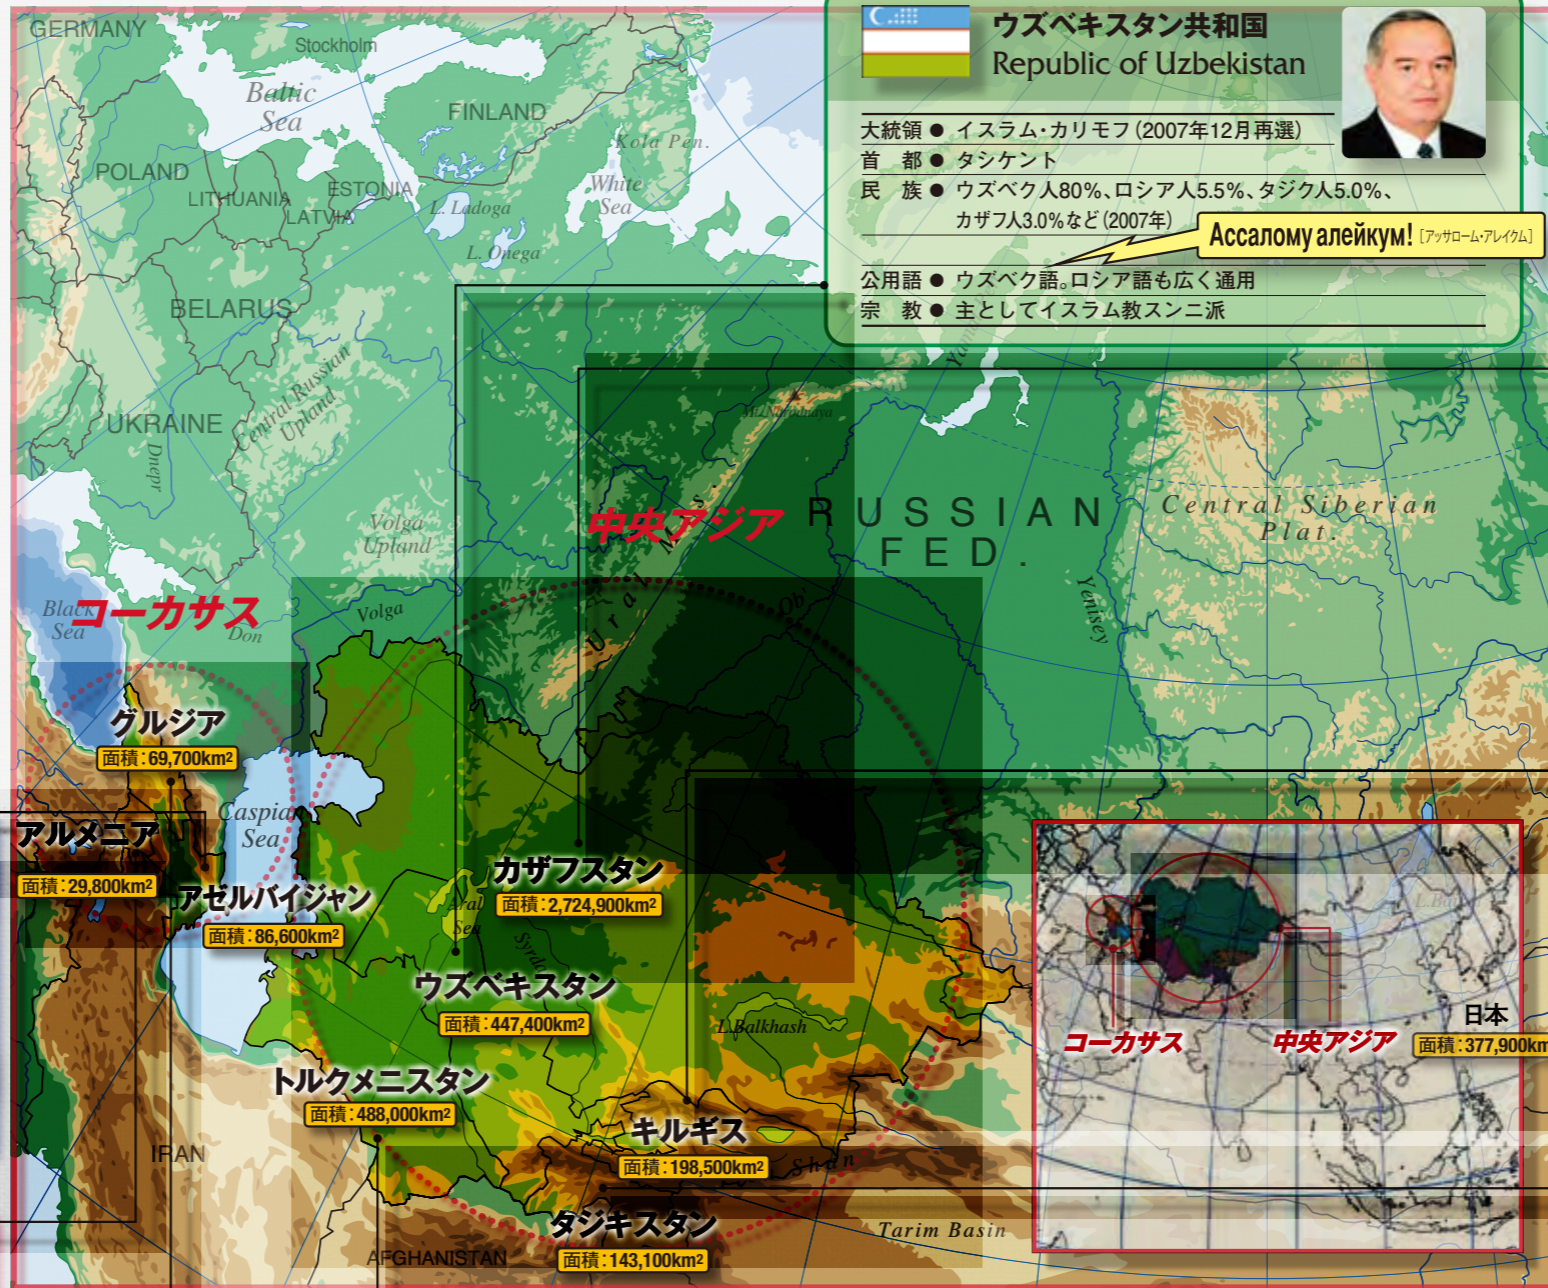 ウズベキスタン共和国
Republic of Uzbekistan
大統領 ● イスラム・カリモフ（2007年12月再選）
首　都 ● タシケント
民　族 ● ウズベク人80％、ロシア人5.5％、タジク人5.0％、
カザフ人3.0％など（2007年）
Ассалому алейкум! [アッサローム・アレイクム]
公用語 ● ウズベク語。ロシア語も広く通用
宗　教 ● 主としてイスラム教スンニ派
GERMANY
Stockholm
Baltic
Sea
FINLAND
Kola Pen.
POLAND
LITHUANIA
LATVIA
ESTONIA
L. Ladoga
White
Sea
L. Onega
BELARUS
Central Russian
Upland
UKRAINE
Dnepr
Volga
Upland
中央アジア
Ural Mts.
RUSSIAN
FED.
Central Siberian
Plat.
Yenisey
Ob'
Black
Sea
コーカサス
Don
Volga
グルジア
面積：69,700km²
Caspian
Sea
アルメニア
面積：29,800km²
アゼルバイジャン
面積：86,600km²
カザフスタン
面積：2,724,900km²
Aral
Sea
ウズベキスタン
面積：447,400km²
L.Balkhash
トルクメニスタン
面積：488,000km²
キルギス
面積：198,500km²
Shan
IRAN
タジキスタン
面積：143,100km²
AFGHANISTAN
Tarim Basin
コーカサス
中央アジア
日本
面積：377,900km